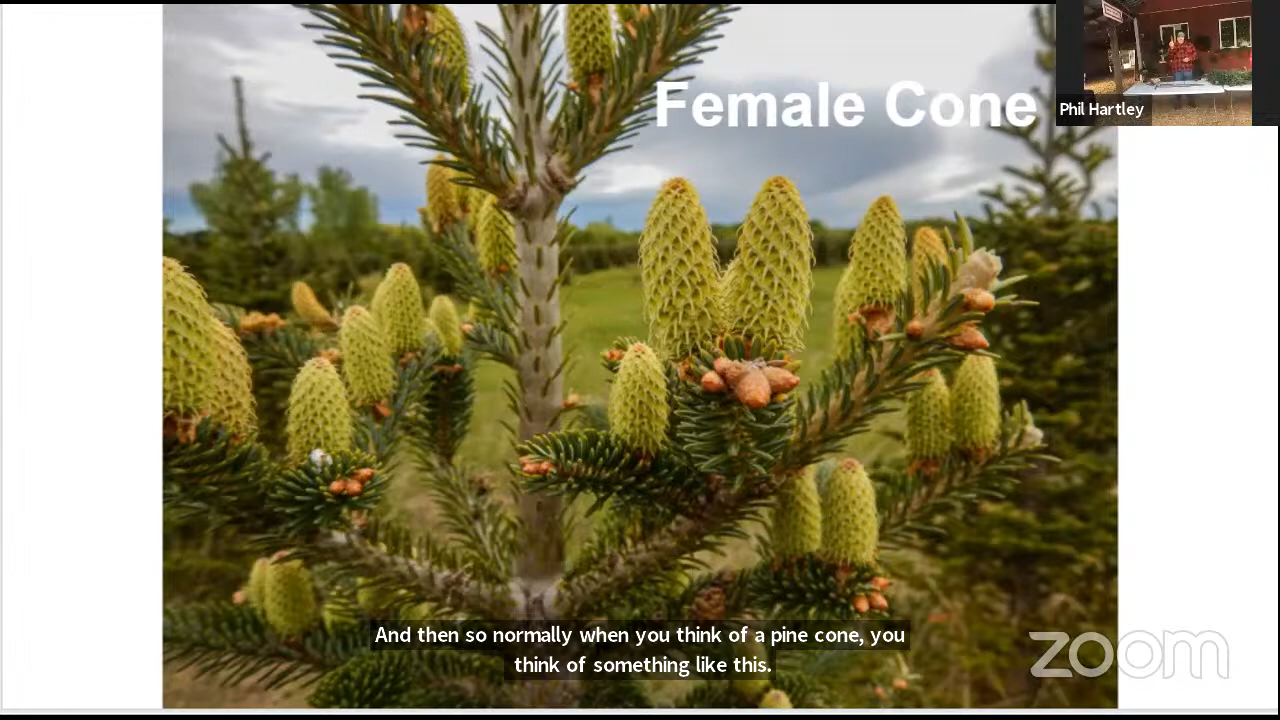 Female Cone
Phil Hartley
And then so normally when you think of a pine cone, you
think of something like this.
zoom